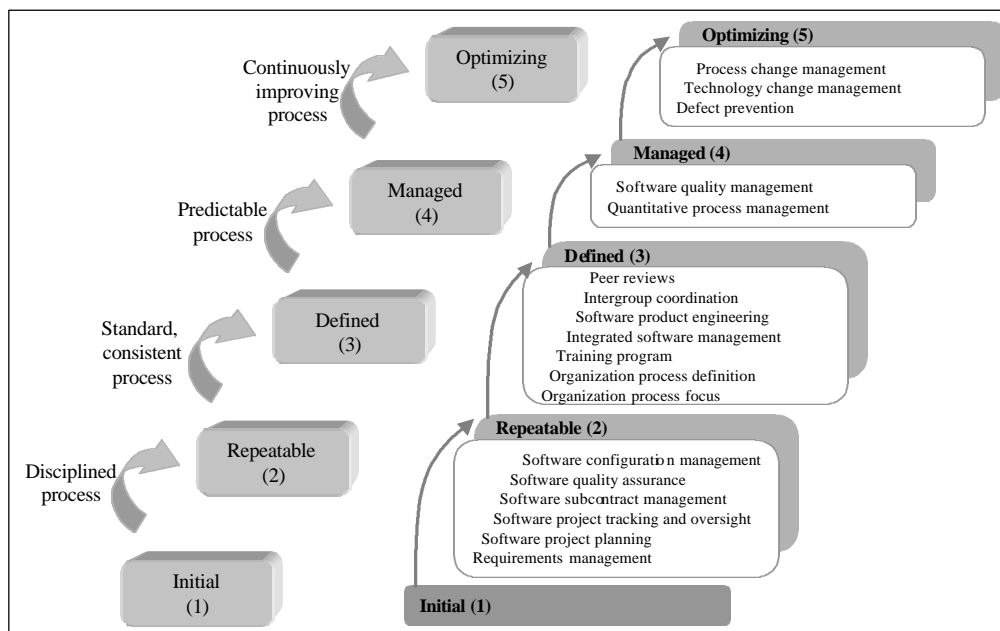 Continuously
improving
process
Optimizing
(5)
Predictable
process
Managed
(4)
Standard,
consistent
process
Defined
(3)
Disciplined
process
Repeatable
(2)
Initial
(1)
Optimizing (5)
Process change management
Technology change management
Defect prevention
Managed (4)
Software quality management
Quantitative process management
Defined (3)
Peer reviews
Intergroup coordination
Software product engineering
Integrated software management
Training program
Organization process definition
Organization process focus
Repeatable (2)
Software configuration management
Software quality assurance
Software subcontract management
Software project tracking and oversight
Software project planning
Requirements management
Initial (1)